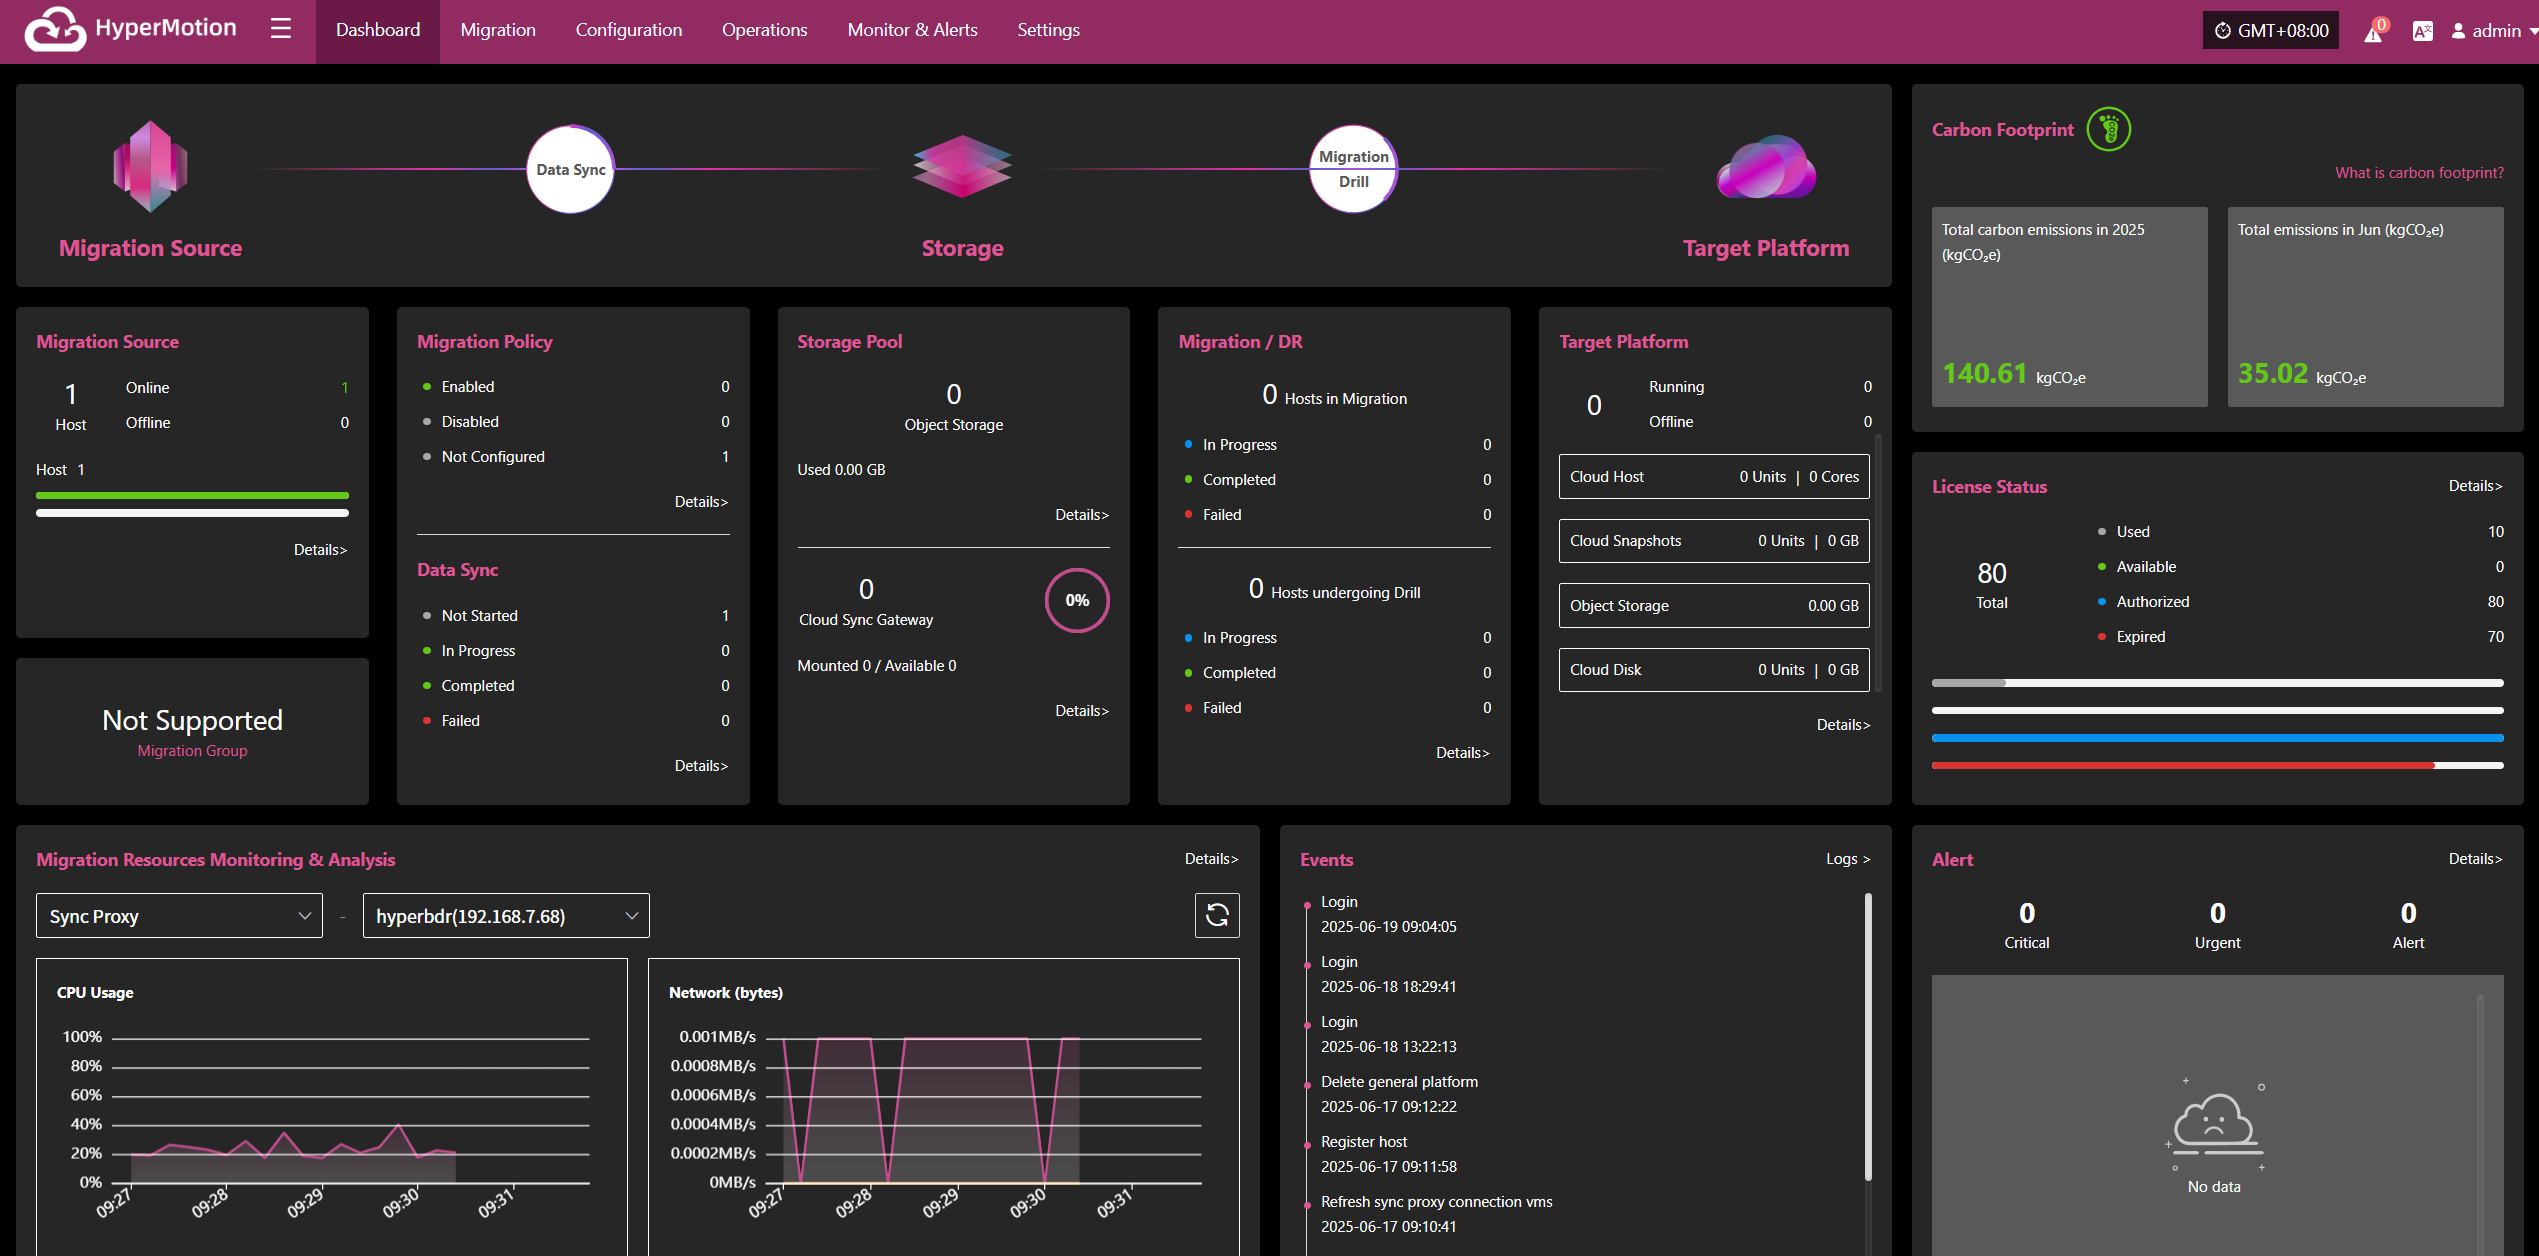 HyperMotion
Dashboard
Migration
Configuration
Operations
Monitor & Alerts
Settings
GMT+08:00
0
admin
Data Sync
Migration
Drill
Migration Source
Storage
Target Platform
Carbon Footprint
What is carbon footprint?
Total carbon emissions in 2025
(kgCO₂e)
140.61 kgCO₂e
Total emissions in Jun (kgCO₂e)
35.02 kgCO₂e
Migration Source
1
Host
Online 1
Offline 0
Host 1
Details>
Not Supported
Migration Group
Migration Policy
Enabled 0
Disabled 0
Not Configured 1
Details>
Data Sync
Not Started 1
In Progress 0
Completed 0
Failed 0
Details>
Storage Pool
0
Object Storage
Used 0.00 GB
Details>
0
Cloud Sync Gateway
0%
Mounted 0 / Available 0
Details>
Migration / DR
0 Hosts in Migration
In Progress 0
Completed 0
Failed 0
0 Hosts undergoing Drill
In Progress 0
Completed 0
Failed 0
Details>
Target Platform
0
Running 0
Offline 0
Cloud Host 0 Units | 0 Cores
Cloud Snapshots 0 Units | 0 GB
Object Storage 0.00 GB
Cloud Disk 0 Units | 0 GB
Details>
License Status
Details>
80
Total
Used 10
Available 0
Authorized 80
Expired 70
Migration Resources Monitoring & Analysis
Details>
Sync Proxy - hyperbdr(192.168.7.68)
CPU Usage
100%
80%
60%
40%
20%
0%
09:27 09:28 09:29 09:30 09:31
Network (bytes)
0.001MB/s
0.0008MB/s
0.0006MB/s
0.0004MB/s
0.0002MB/s
0MB/s
09:27 09:28 09:29 09:30 09:31
Events
Logs >
Login
2025-06-19 09:04:05
Login
2025-06-18 18:29:41
Login
2025-06-18 13:22:13
Delete general platform
2025-06-17 09:12:22
Register host
2025-06-17 09:11:58
Refresh sync proxy connection vms
2025-06-17 09:10:41
Alert
Details>
0
Critical
0
Urgent
0
Alert
No data